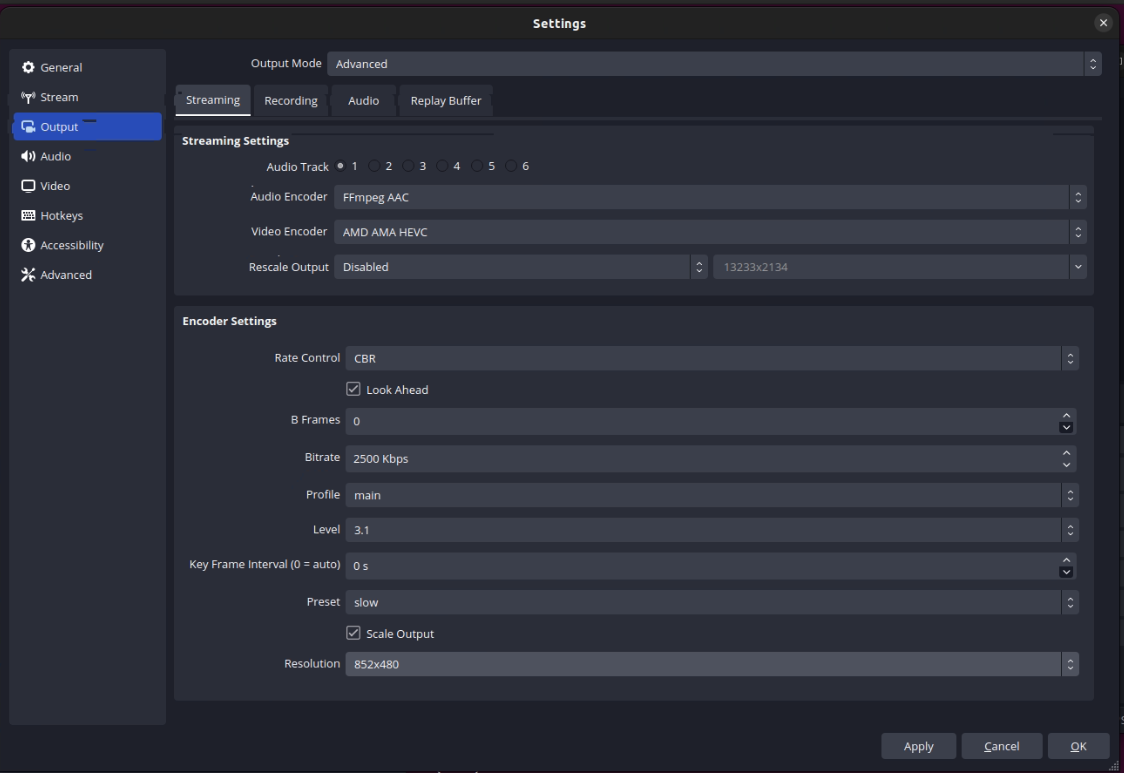 Settings
General
Stream
Output
Audio
Video
Hotkeys
Accessibility
Advanced
Output Mode Advanced
Streaming Recording Audio Replay Buffer
Streaming Settings
Audio Track 1 2 3 4 5 6
Audio Encoder FFmpeg AAC
Video Encoder AMD AMA HEVC
Rescale Output Disabled 13233x2134
Encoder Settings
Rate Control CBR
Look Ahead
B Frames 0
Bitrate 2500 Kbps
Profile main
Level 3.1
Key Frame Interval (0 = auto) 0 s
Preset slow
Scale Output
Resolution 852x480
Apply Cancel OK